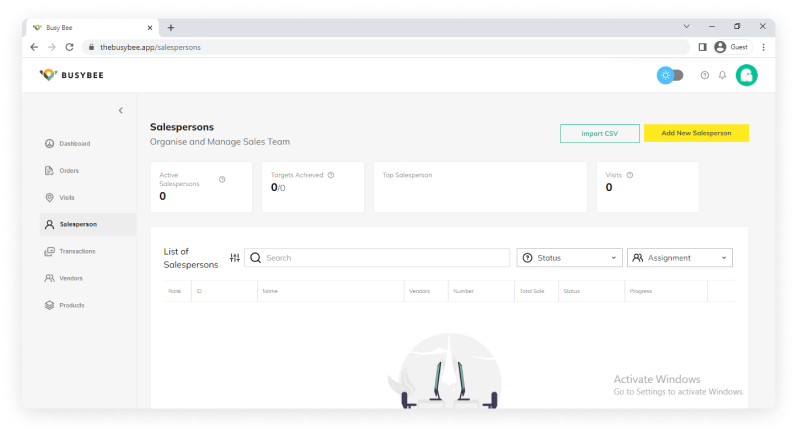 Busy Bee
thebusybee.app/salespersons
Guest
BUSYBEE
Dashboard
Orders
Visits
Salesperson
Transactions
Vendors
Products
Salespersons
Organise and Manage Sales Team
Import CSV
Add New Salesperson
Active Salespersons
0
Targets Achieved
0/0
Top Salesperson
Visits
0
List of
Salespersons
Search
Status
Assignment
Rank ID Name Vendors Number Total Sale Status Progress
Activate Windows
Go to Settings to activate Windows.